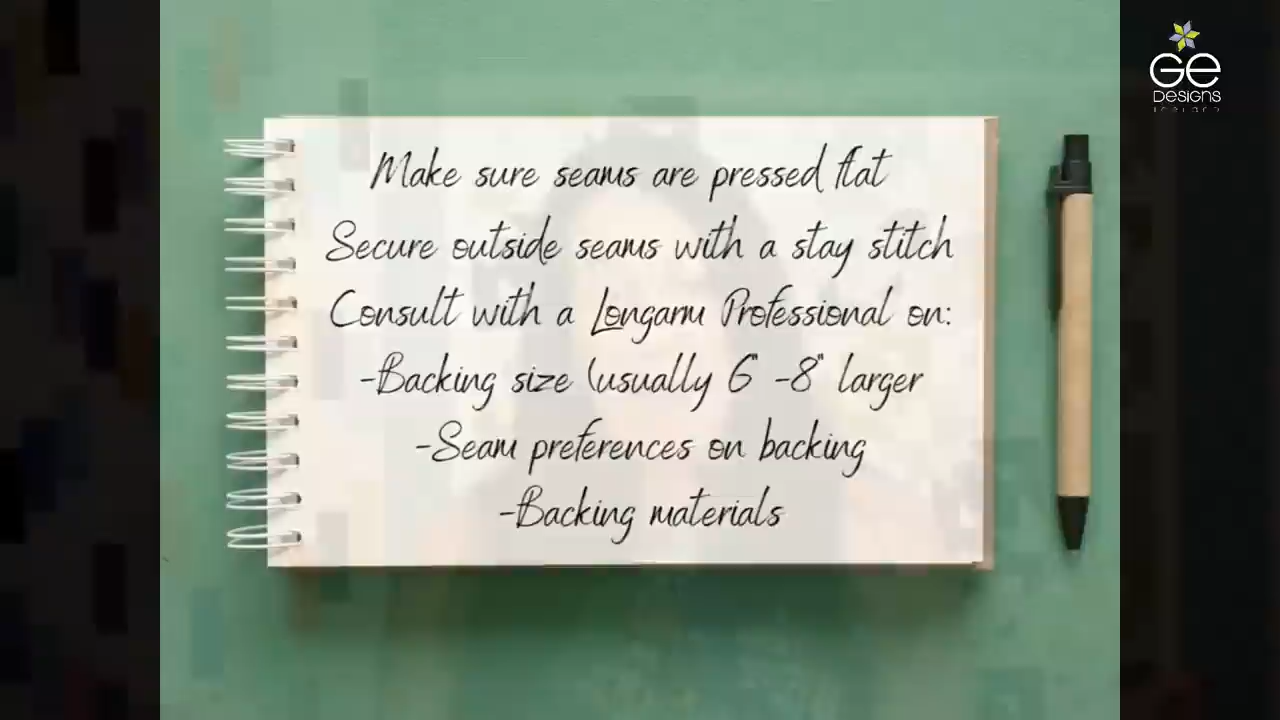 GE
DESIGNS
Make sure seams are pressed flat
Secure outside seams with a stay stitch
Consult with a Longarm Professional on:
-Backing size (usually 6" -8" larger
-Seam preferences on backing
-Backing materials